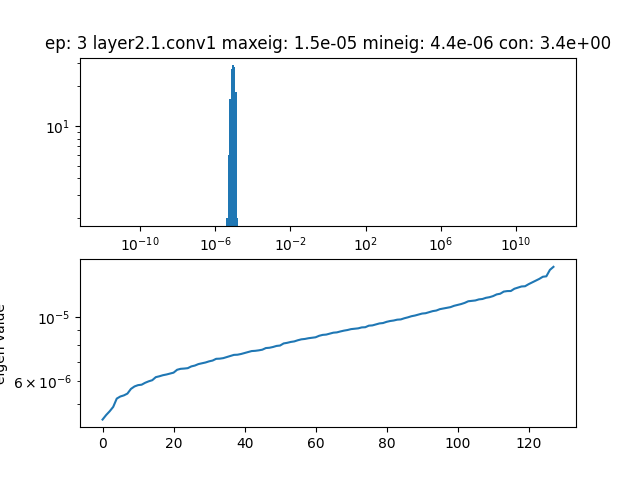 ep: 3 layer2.1.conv1 maxeig: 1.5e-05 mineig: 4.4e-06 con: 3.4e+00
10¹
10⁻¹⁰ 10⁻⁶ 10⁻² 10² 10⁶ 10¹⁰
eigen value
10⁻⁵
6 × 10⁻⁶
0 20 40 60 80 100 120